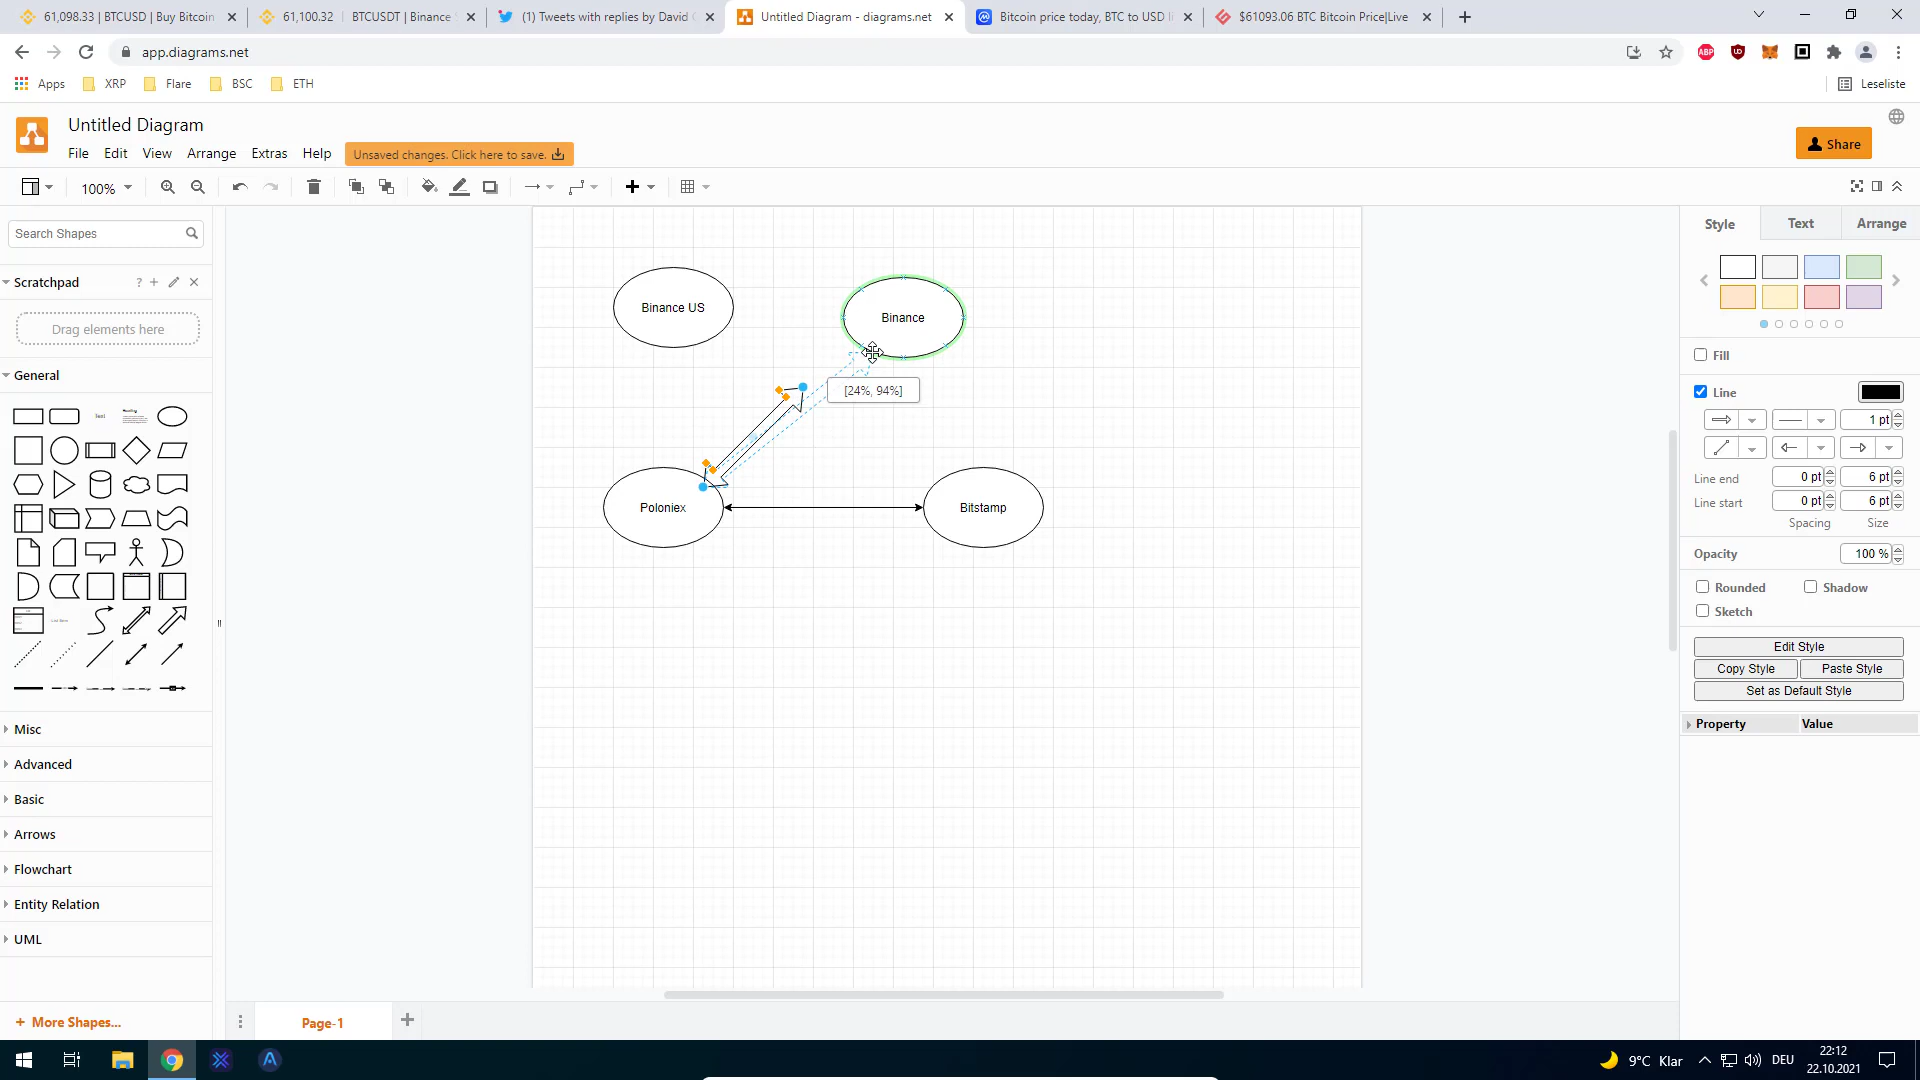 61,098.33 | BTCUSD | Buy Bitcoin
61,100.32 | BTCUSDT | Binance
(1) Tweets with replies by David
Untitled Diagram - diagrams.net
Bitcoin price today, BTC to USD
$61093.06 BTC Bitcoin Price|Live
app.diagrams.net
ABP
Apps
XRP
Flare
BSC
ETH
Leseliste
Untitled Diagram
File
Edit
View
Arrange
Extras
Help
Unsaved changes. Click here to save.
Share
100%
Search Shapes
Scratchpad
?
Drag elements here
General
Text
Heading
Misc
Advanced
Basic
Arrows
Flowchart
Entity Relation
UML
+ More Shapes...
Binance US
Binance
[24%, 94%]
Poloniex
Bitstamp
Page-1
Style
Text
Arrange
Fill
Line
1 pt
Line end
0 pt
6 pt
Line start
0 pt
6 pt
Spacing
Size
Opacity
100 %
Rounded
Shadow
Sketch
Edit Style
Copy Style
Paste Style
Set as Default Style
Property
Value
9°C Klar
DEU
22:12
22.10.2021